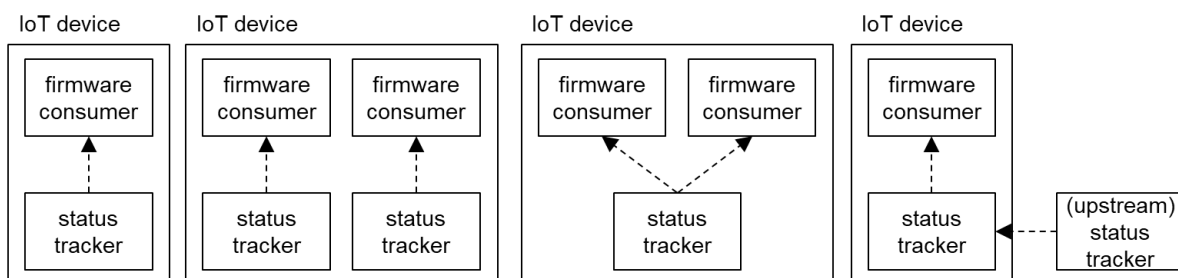 IoT device
firmware
consumer
status
tracker
IoT device
firmware
consumer
firmware
consumer
status
tracker
status
tracker
IoT device
firmware
consumer
firmware
consumer
status
tracker
IoT device
firmware
consumer
status
tracker
(upstream)
status
tracker